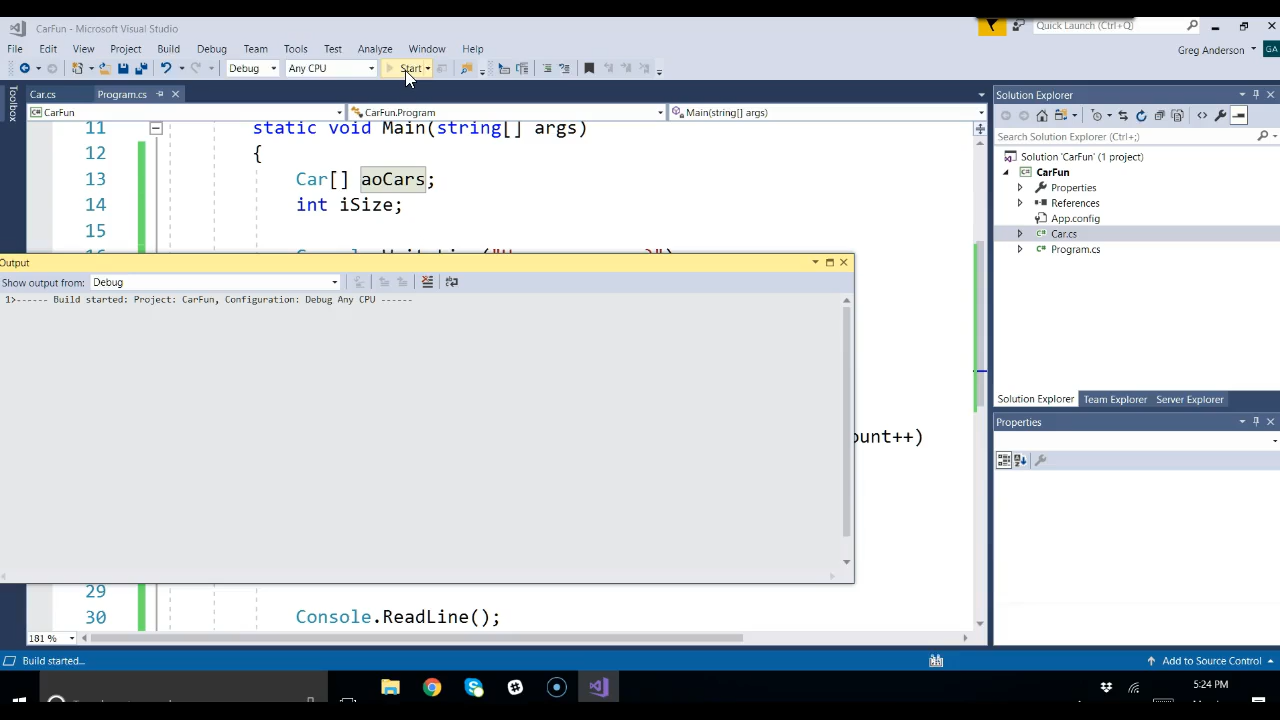 CarFun - Microsoft Visual Studio
Quick Launch (Ctrl+Q)
File Edit View Project Build Debug Team Tools Test Analyze Window Help
Greg Anderson
GA
Debug Any CPU Start
Toolbox
Car.cs Program.cs
CarFun CarFun.Program Main(string[] args)
11 static void Main(string[] args)
12 {
13 Car[] aoCars;
14 int iSize;
15
Output
Show output from: Debug
1>------ Build started: Project: CarFun, Configuration: Debug Any CPU ------
ount++)
29
30 Console.ReadLine();
181 %
Solution Explorer
Search Solution Explorer (Ctrl+;)
Solution 'CarFun' (1 project)
CarFun
Properties
References
App.config
Car.cs
Program.cs
Solution Explorer Team Explorer Server Explorer
Properties
Build started...
Add to Source Control
5:24 PM